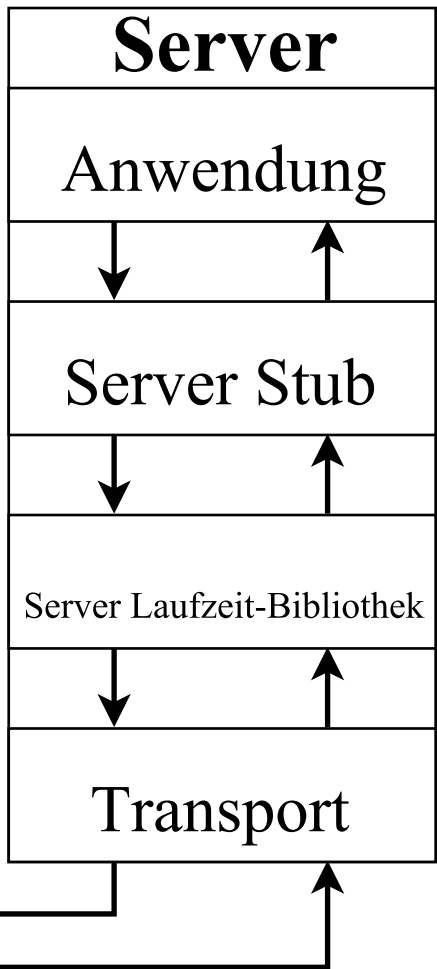 Server
Anwendung
Server Stub
Server Laufzeit-Bibliothek
Transport